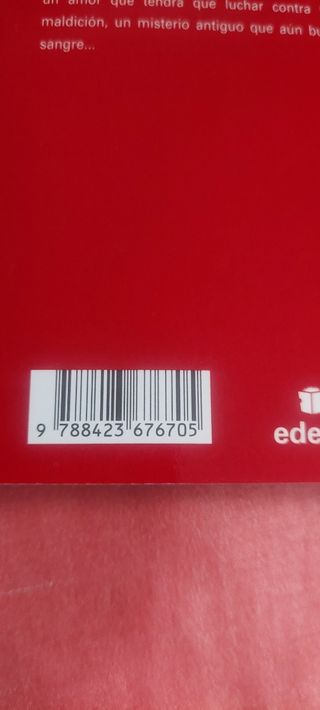 un amor que tendrá que luchar contra
maldición, un misterio antiguo que aún bu
sangre...
9 788423 676705
ede